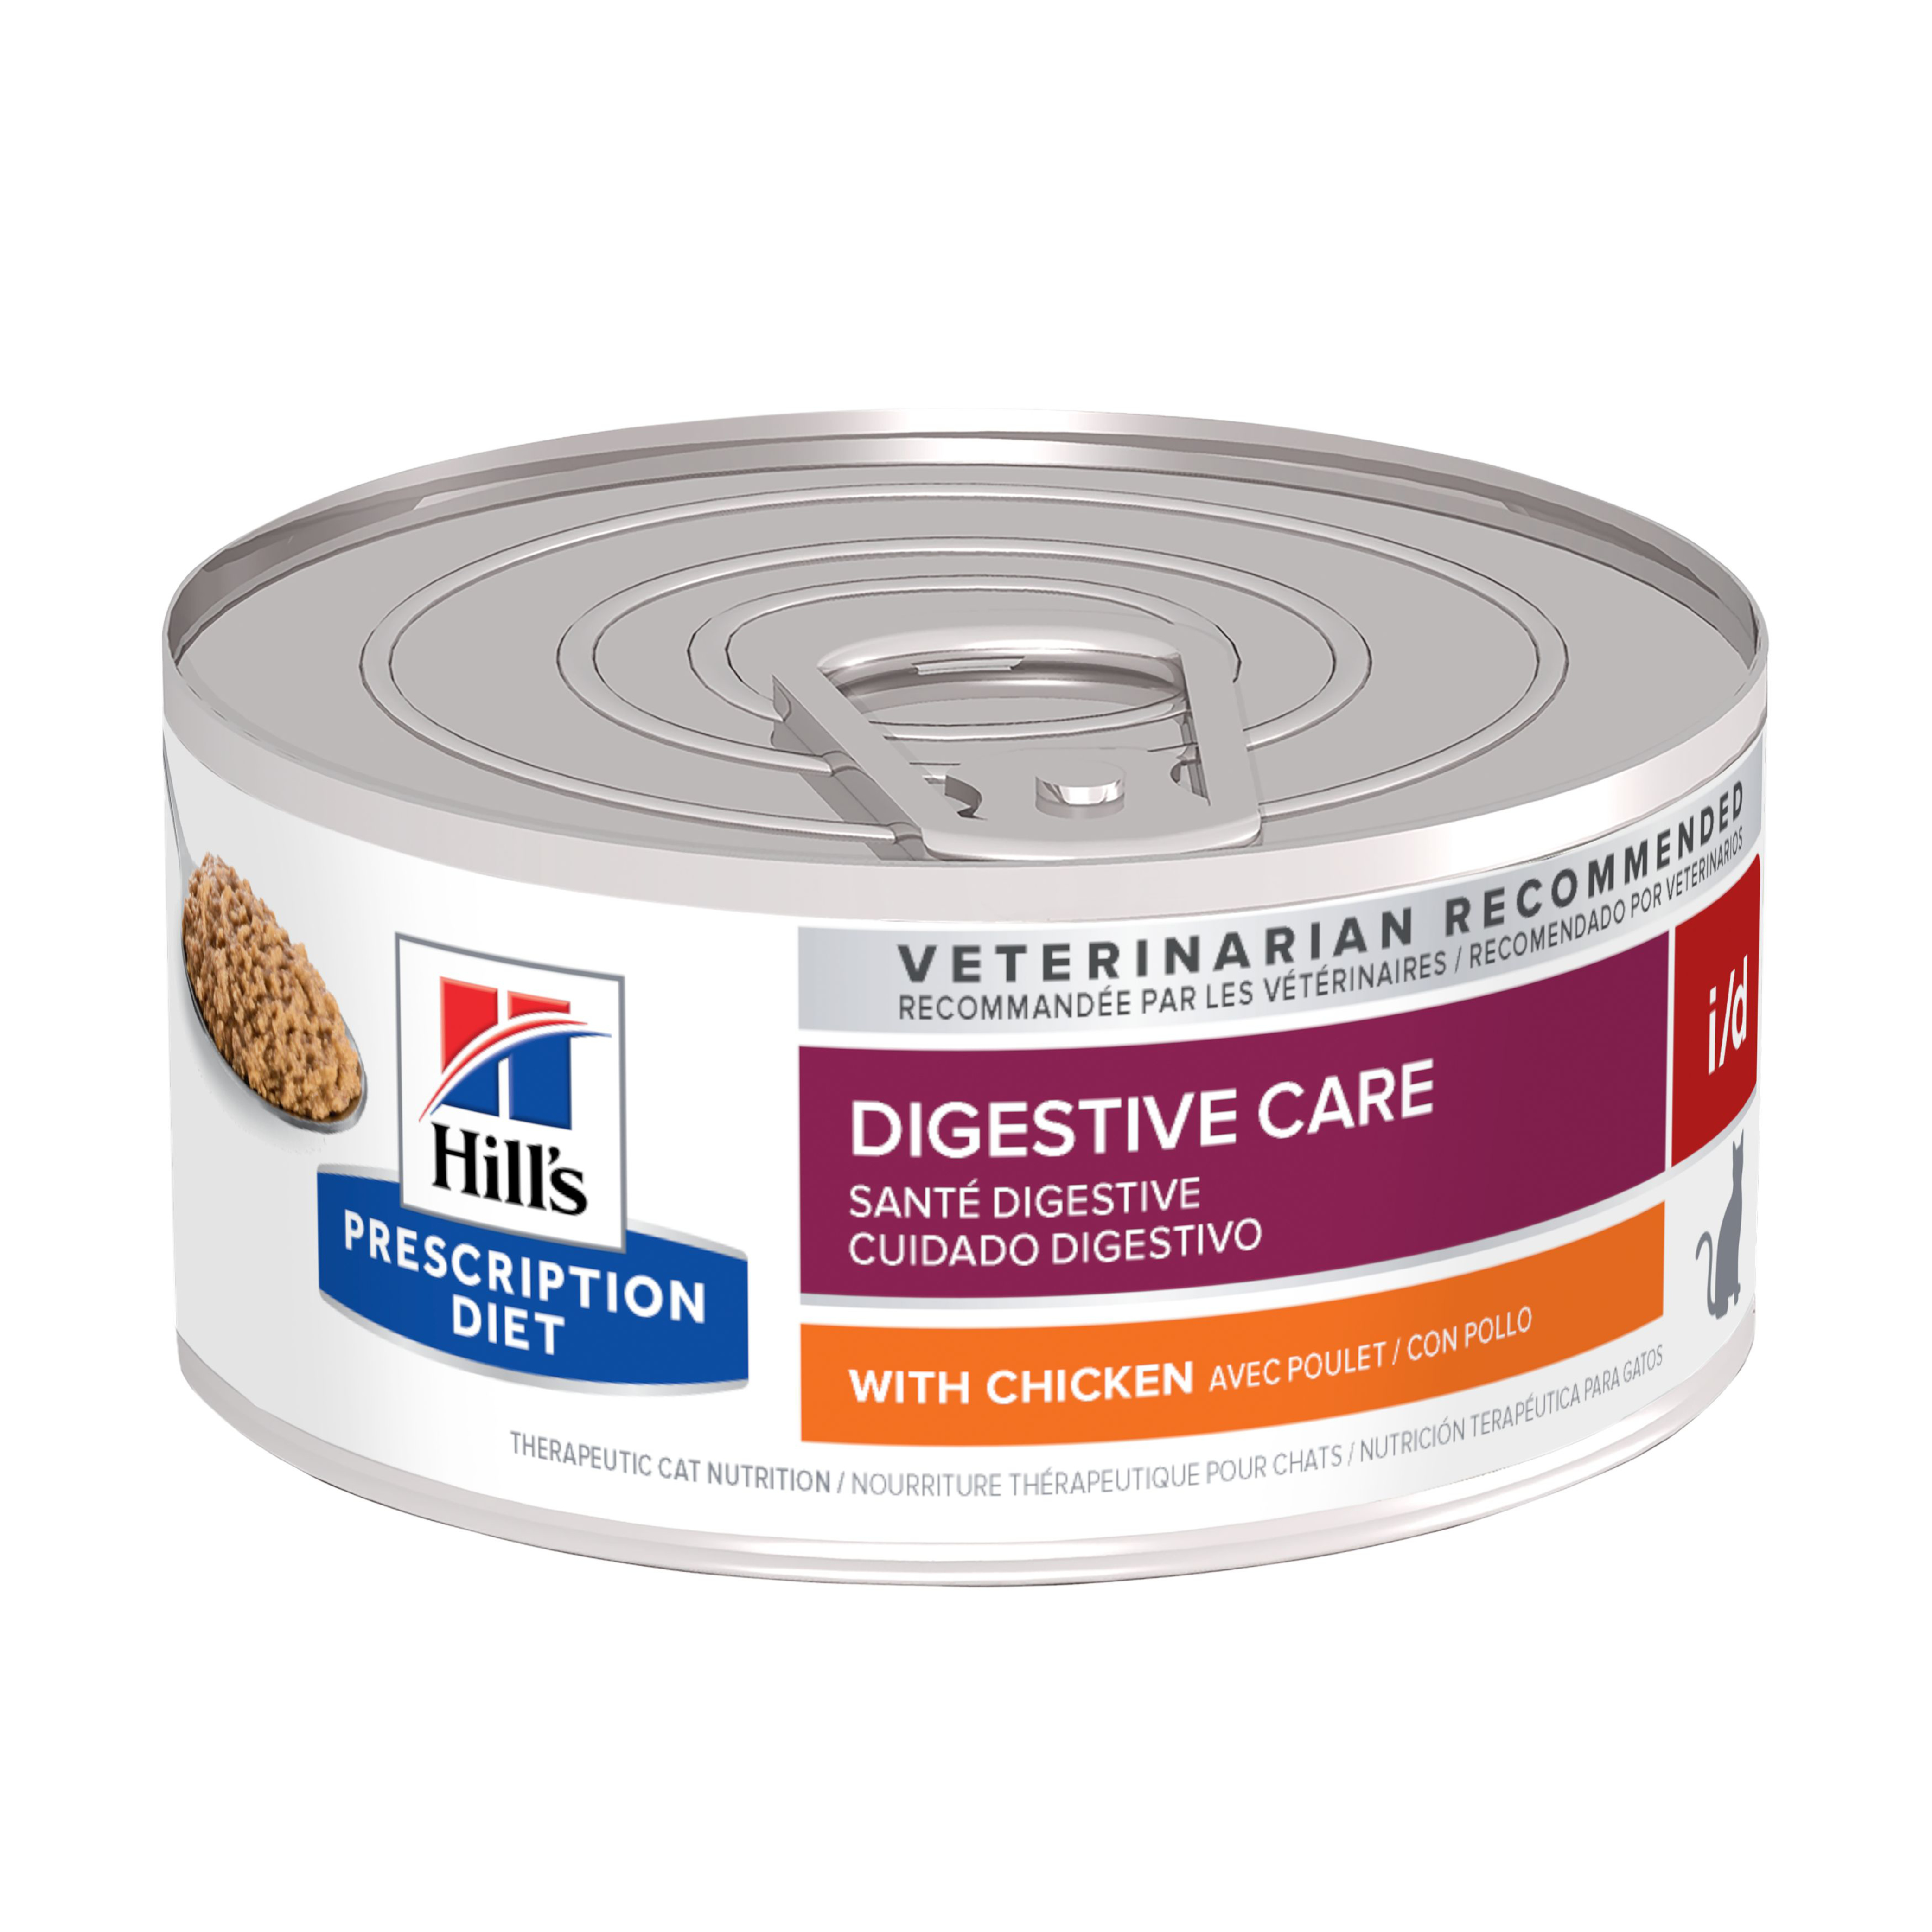 VETERINARIAN RECOMMENDED
RECOMMANDÉE PAR LES VÉTÉRINAIRES / RECOMENDADO POR VETERINARIOS
i/d
Hill's
PRESCRIPTION
DIET
DIGESTIVE CARE
SANTÉ DIGESTIVE
CUIDADO DIGESTIVO
WITH CHICKEN AVEC POULET / CON POLLO
THERAPEUTIC CAT NUTRITION / NOURRITURE THÉRAPEUTIQUE POUR CHATS / NUTRICIÓN TERAPÉUTICA PARA GATOS